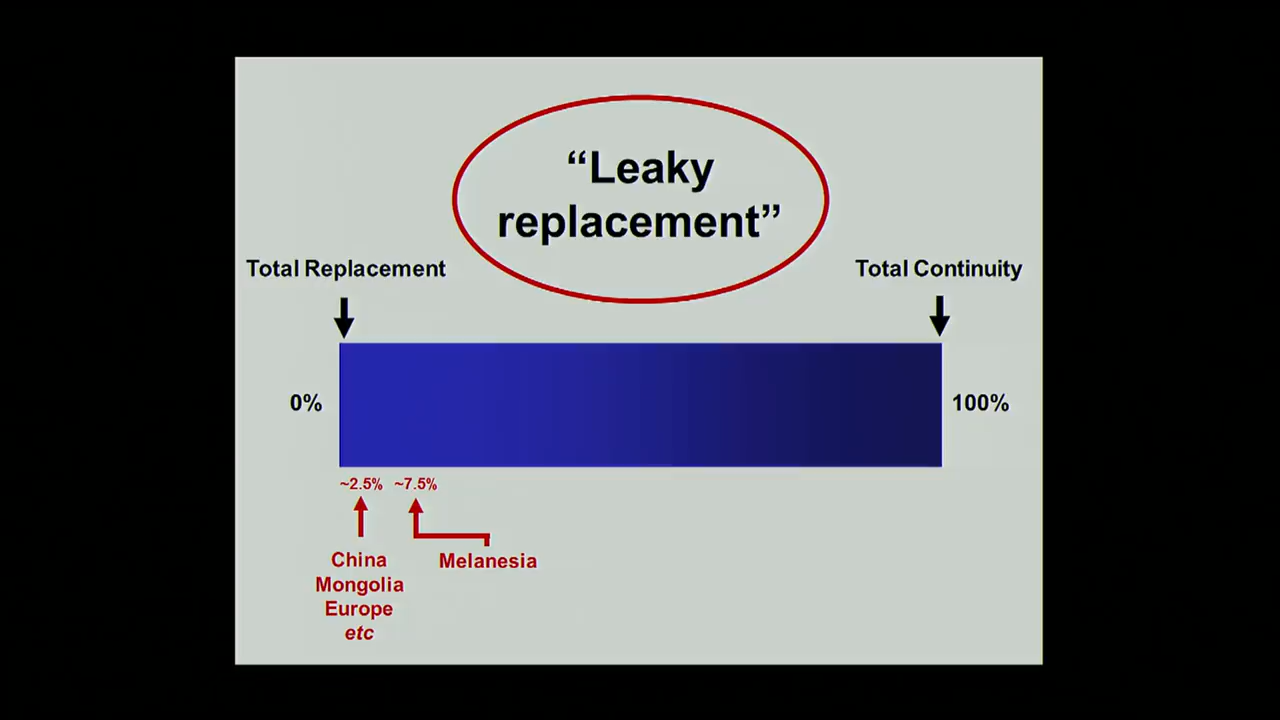 “Leaky
replacement”
Total Replacement
Total Continuity
0%
100%
~2.5%
~7.5%
China
Mongolia
Europe
etc
Melanesia